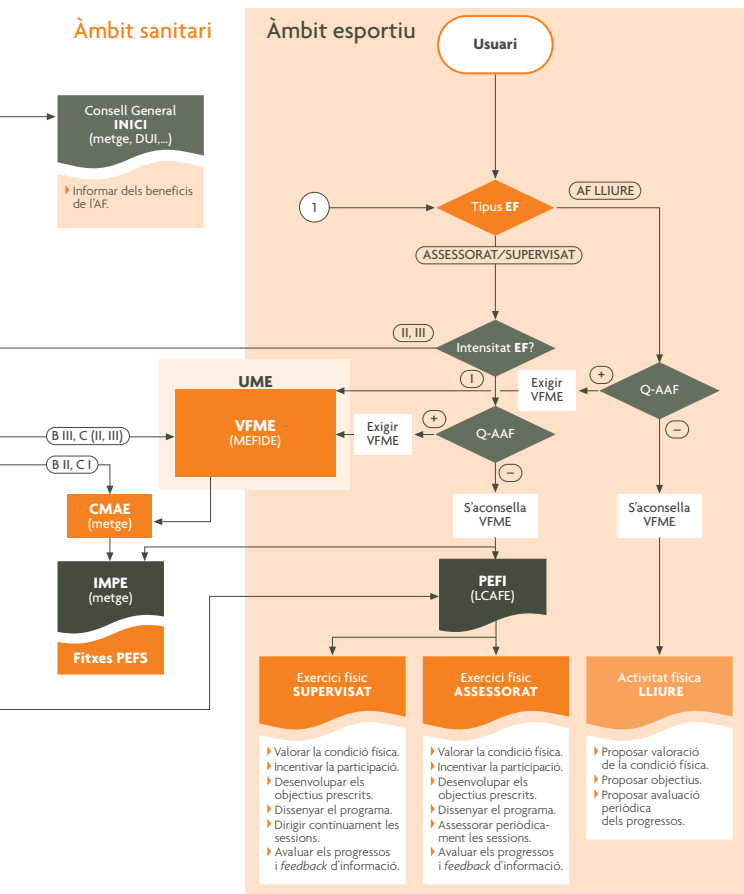 Àmbit sanitari
Àmbit esportiu
Usuari
Consell General
INICI
(metge, DUI,...)
Informar dels beneficis
de l'AF.
1
Tipus EF
AF LLIURE
ASSESSORAT/SUPERVISAT
II, III
Intensitat EF?
UME
I
Exigir
VFME
+
Q-AAF
VFME
(MEFIDE)
Exigir
VFME
+
Q-AAF
–
B III, C (II, III)
B II, C I
–
CMAE
(metge)
S'aconsella
VFME
S'aconsella
VFME
IMPE
(metge)
PEFI
(LCAFE)
Fitxes PEFS
Exercici físic
SUPERVISAT
Valorar la condició física.
Incentivar la participació.
Desenvolupar els
objectius prescrits.
Dissenyar el programa.
Dirigir contínuament les
sessions.
Avaluar els progressos
i feedback d'informació.
Exercici físic
ASSESSORAT
Valorar la condició física.
Incentivar la participació.
Desenvolupar els
objectius prescrits.
Dissenyar el programa.
Assessorar periòdica-
ment les sessions.
Avaluar els progressos
i feedback d'informació.
Activitat física
LLIURE
Proposar valoració
de la condició física.
Proposar objectius.
Proposar avaluació
periòdica
dels progressos.